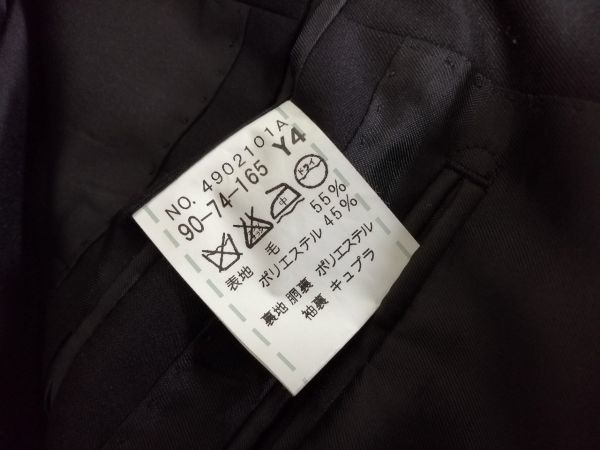 NO. 4902101A
90-74-165 Y4
中 ドライ
表地 毛 55%
ポリエステル 45%
裏地 胴裏 ポリエステル
袖裏 キュプラ